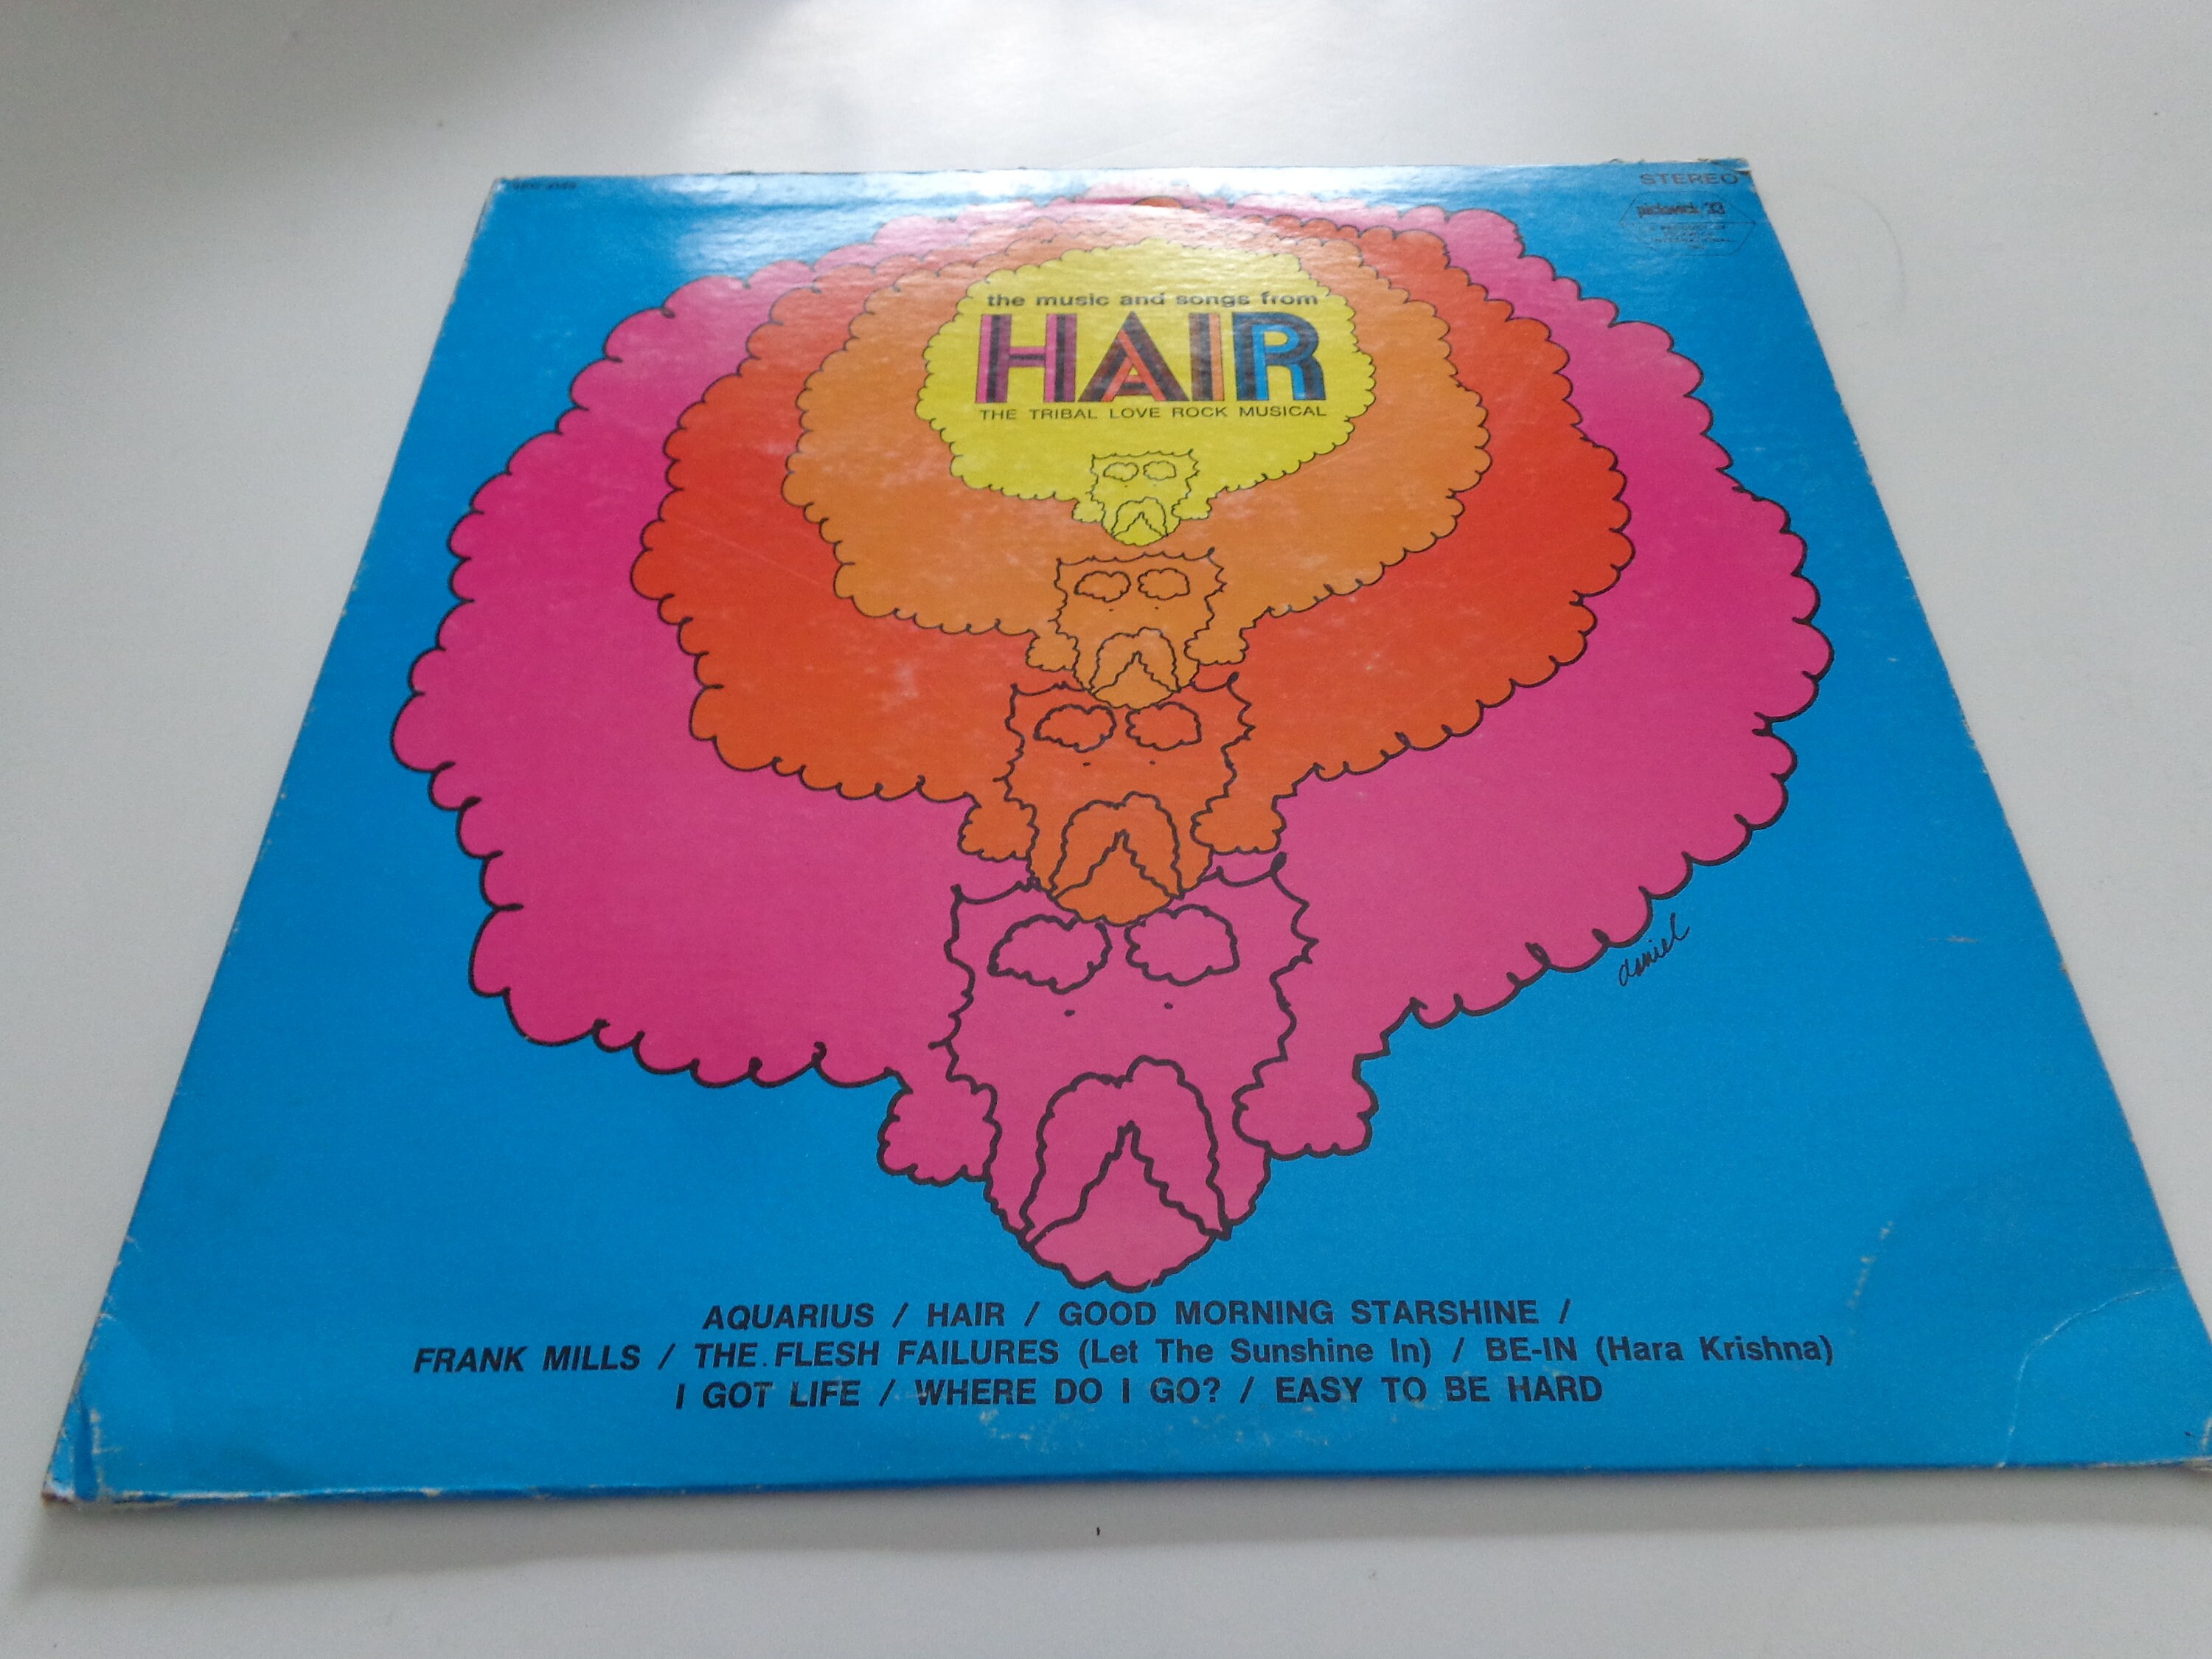 STEREO
pickwick/33
the music and songs from
HAIR
THE TRIBAL LOVE ROCK MUSICAL
daniel
AQUARIUS / HAIR / GOOD MORNING STARSHINE /
FRANK MILLS / THE FLESH FAILURES (Let The Sunshine In) / BE-IN (Hara Krishna)
I GOT LIFE / WHERE DO I GO? / EASY TO BE HARD